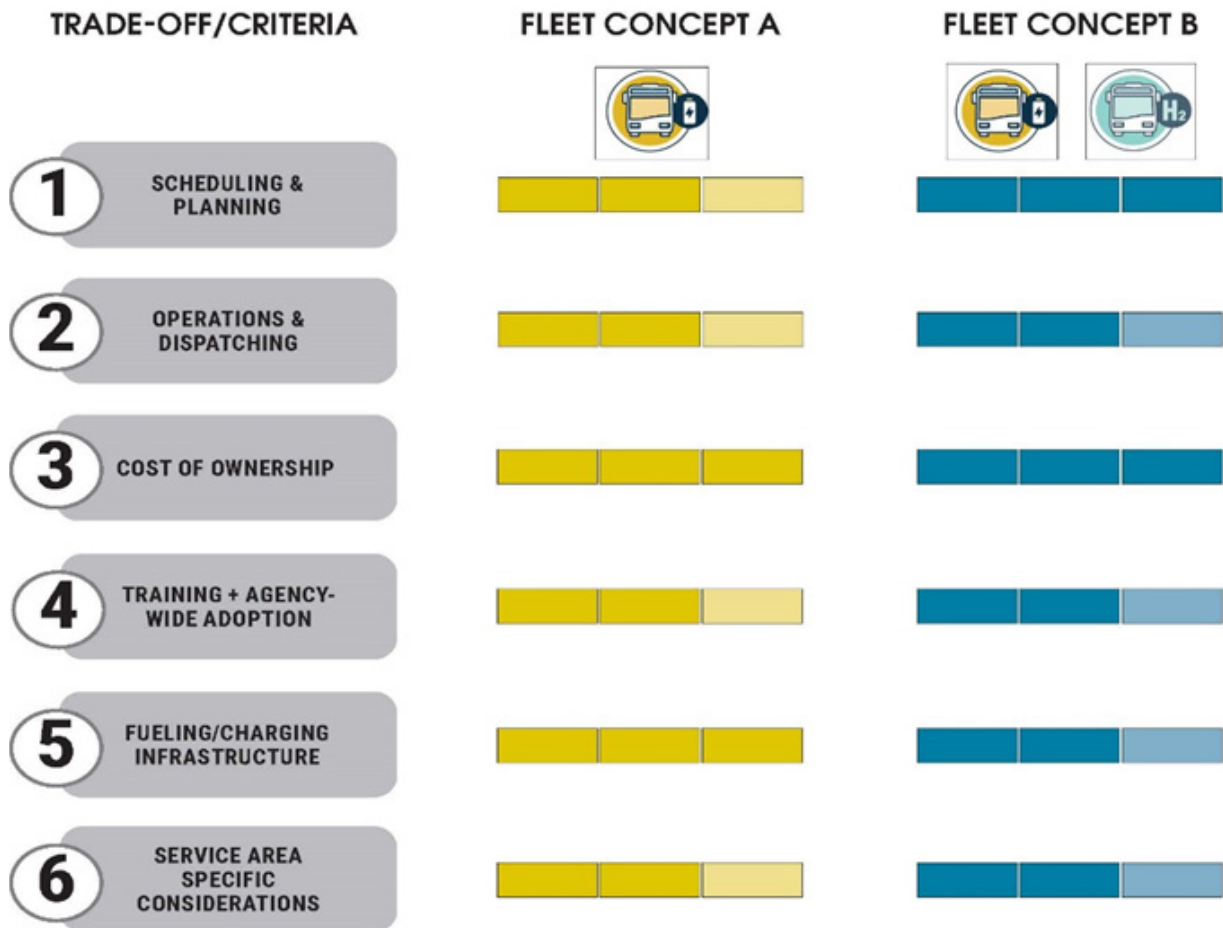 TRADE-OFF/CRITERIA FLEET CONCEPT A FLEET CONCEPT B
H₂
1 SCHEDULING &
PLANNING
2 OPERATIONS &
DISPATCHING
3 COST OF OWNERSHIP
4 TRAINING + AGENCY-
WIDE ADOPTION
5 FUELING/CHARGING
INFRASTRUCTURE
6 SERVICE AREA
SPECIFIC
CONSIDERATIONS